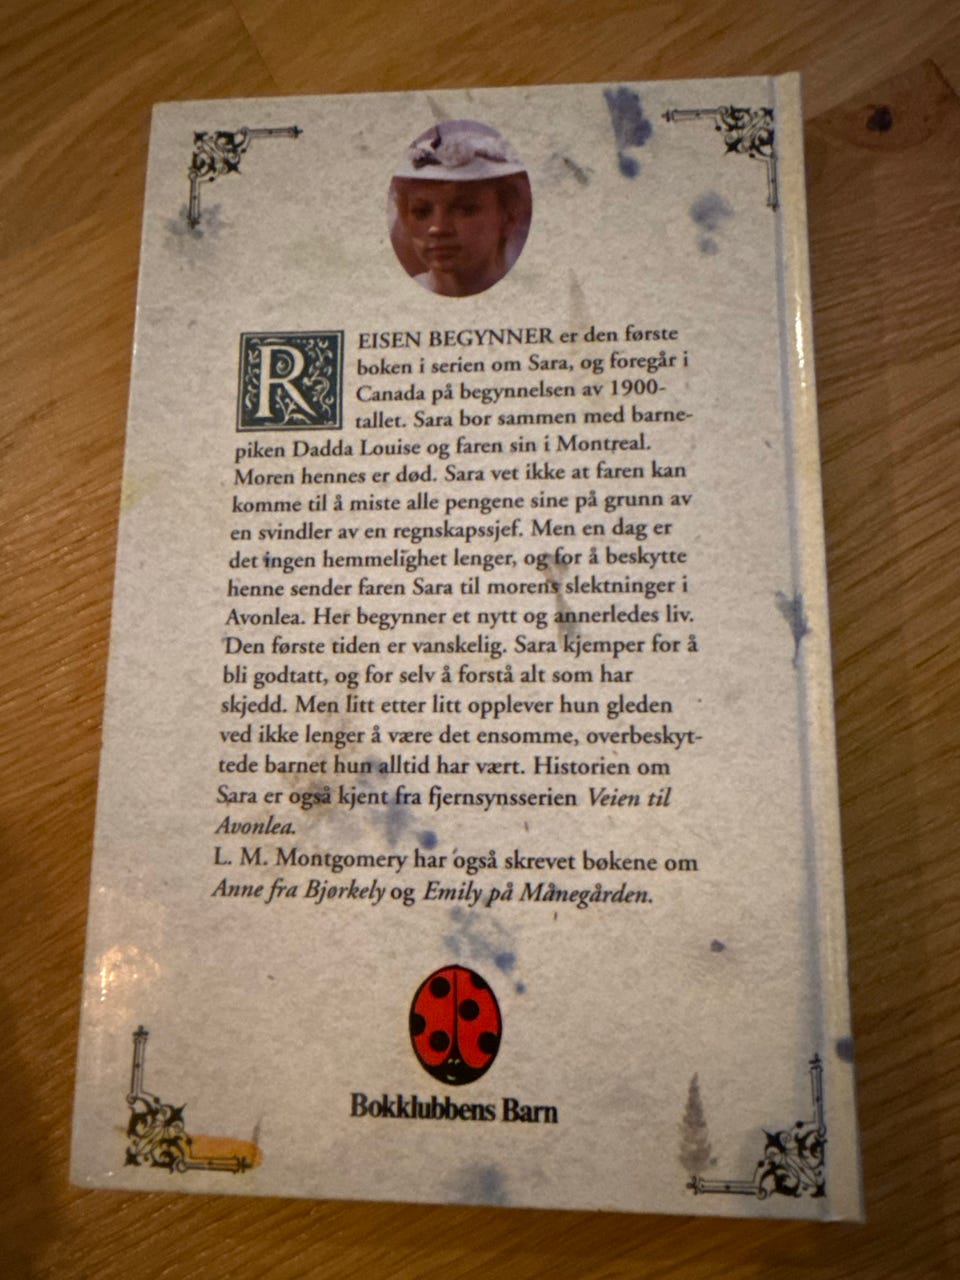 REISEN BEGYNNER er den første
boken i serien om Sara, og foregår i
Canada på begynnelsen av 1900-
tallet. Sara bor sammen med barne-
piken Dadda Louise og faren sin i Montreal.
Moren hennes er død. Sara vet ikke at faren kan
komme til å miste alle pengene sine på grunn av
en svindler av en regnskapssjef. Men en dag er
det ingen hemmelighet lenger, og for å beskytte
henne sender faren Sara til morens slektninger i
Avonlea. Her begynner et nytt og annerledes liv.
Den første tiden er vanskelig. Sara kjemper for å
bli godtatt, og for selv å forstå alt som har
skjedd. Men litt etter litt opplever hun gleden
ved ikke lenger å være det ensomme, overbeskyt-
tede barnet hun alltid har vært. Historien om
Sara er også kjent fra fjernsynsserien Veien til
Avonlea.
L. M. Montgomery har også skrevet bøkene om
Anne fra Bjørkely og Emily på Månegården.
Bokklubbens Barn